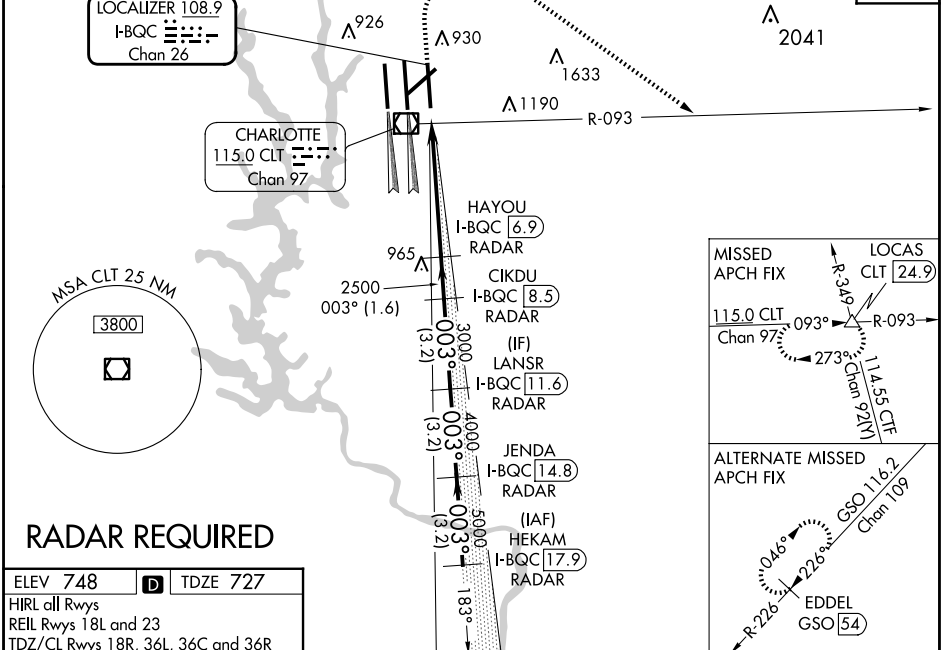 LOCALIZER 108.9
I-BQC
Chan 26
926
930
1633
2041
1190
R-093
CHARLOTTE
115.0 CLT
Chan 97
HAYOU
I-BQC 6.9
RADAR
965
2500
003° (1.6)
CIKDU
I-BQC 8.5
RADAR
003°
(3.2)
3000
(IF)
LANSR
I-BQC 11.6
RADAR
003°
(3.2)
4000
JENDA
I-BQC 14.8
RADAR
003°
(3.2)
5000
(IAF)
HEKAM
I-BQC 17.9
RADAR
183°
MSA CLT 25 NM
3800
MISSED
APCH FIX
LOCAS
CLT 24.9
R-349
115.0 CLT
Chan 97
093°
R-093
273°
114.55 CTF
Chan 92(Y)
ALTERNATE MISSED
APCH FIX
GSO 116.2
Chan 109
046°
226°
R-226
EDDEL
GSO 54
RADAR REQUIRED
ELEV 748 D TDZE 727
HIRL all Rwys
REIL Rwys 18L and 23
TDZ/CL Rwys 18R, 36L, 36C and 36R